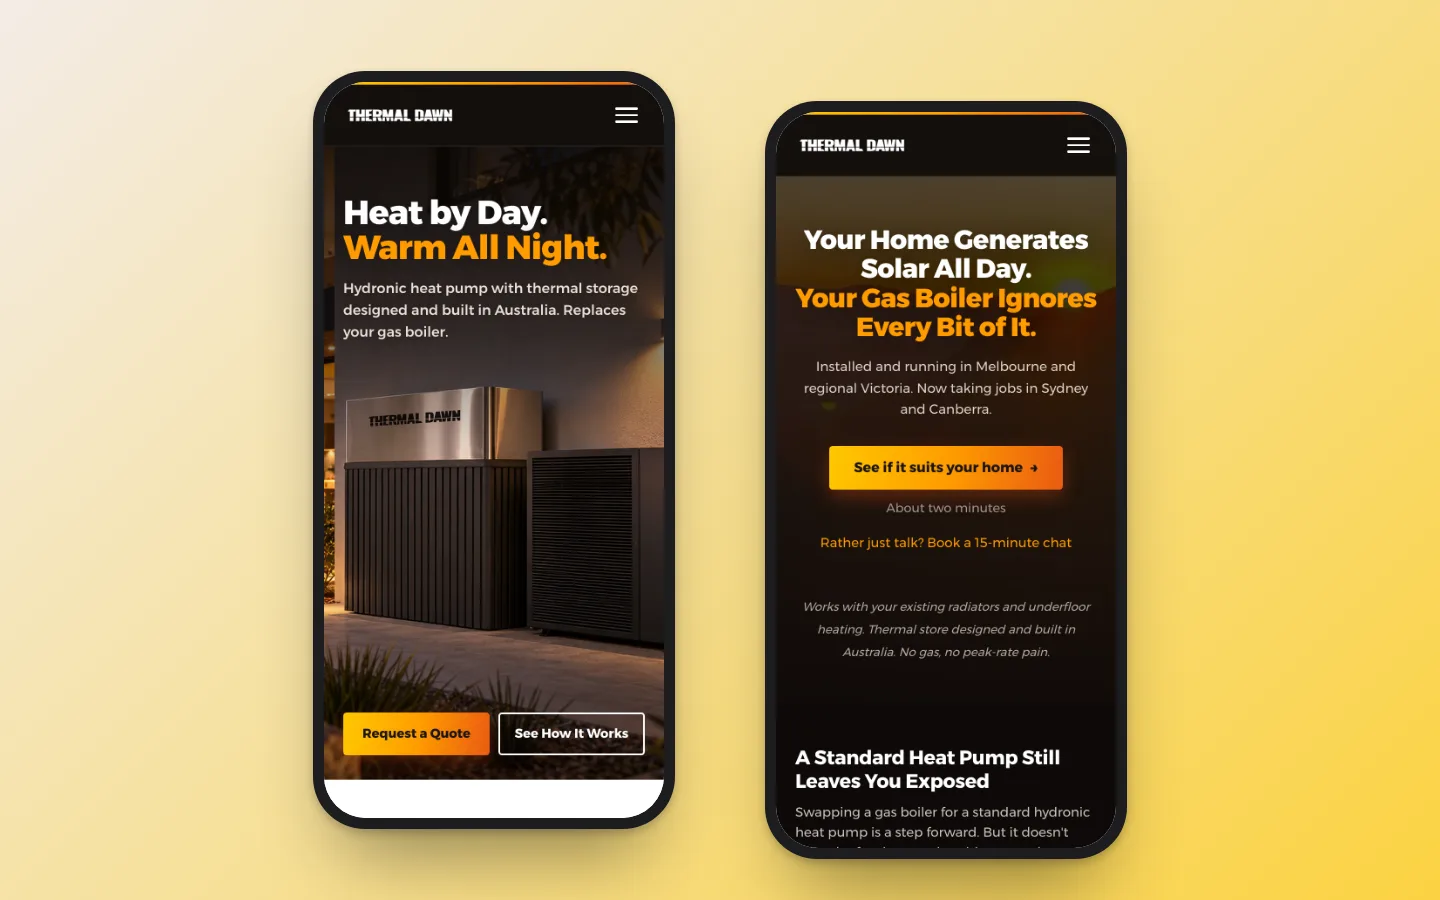 THERMAL DAWN
Heat by Day.
Warm All Night.
Hydronic heat pump with thermal storage
designed and built in Australia. Replaces
your gas boiler.
THERMAL DAWN
Request a Quote
See How It Works
THERMAL DAWN
Your Home Generates
Solar All Day.
Your Gas Boiler Ignores
Every Bit of It.
Installed and running in Melbourne and
regional Victoria. Now taking jobs in Sydney
and Canberra.
See if it suits your home →
About two minutes
Rather just talk? Book a 15-minute chat
Works with your existing radiators and underfloor
heating. Thermal store designed and built in
Australia. No gas, no peak-rate pain.
A Standard Heat Pump Still
Leaves You Exposed
Swapping a gas boiler for a standard hydronic
heat pump is a step forward. But it doesn't